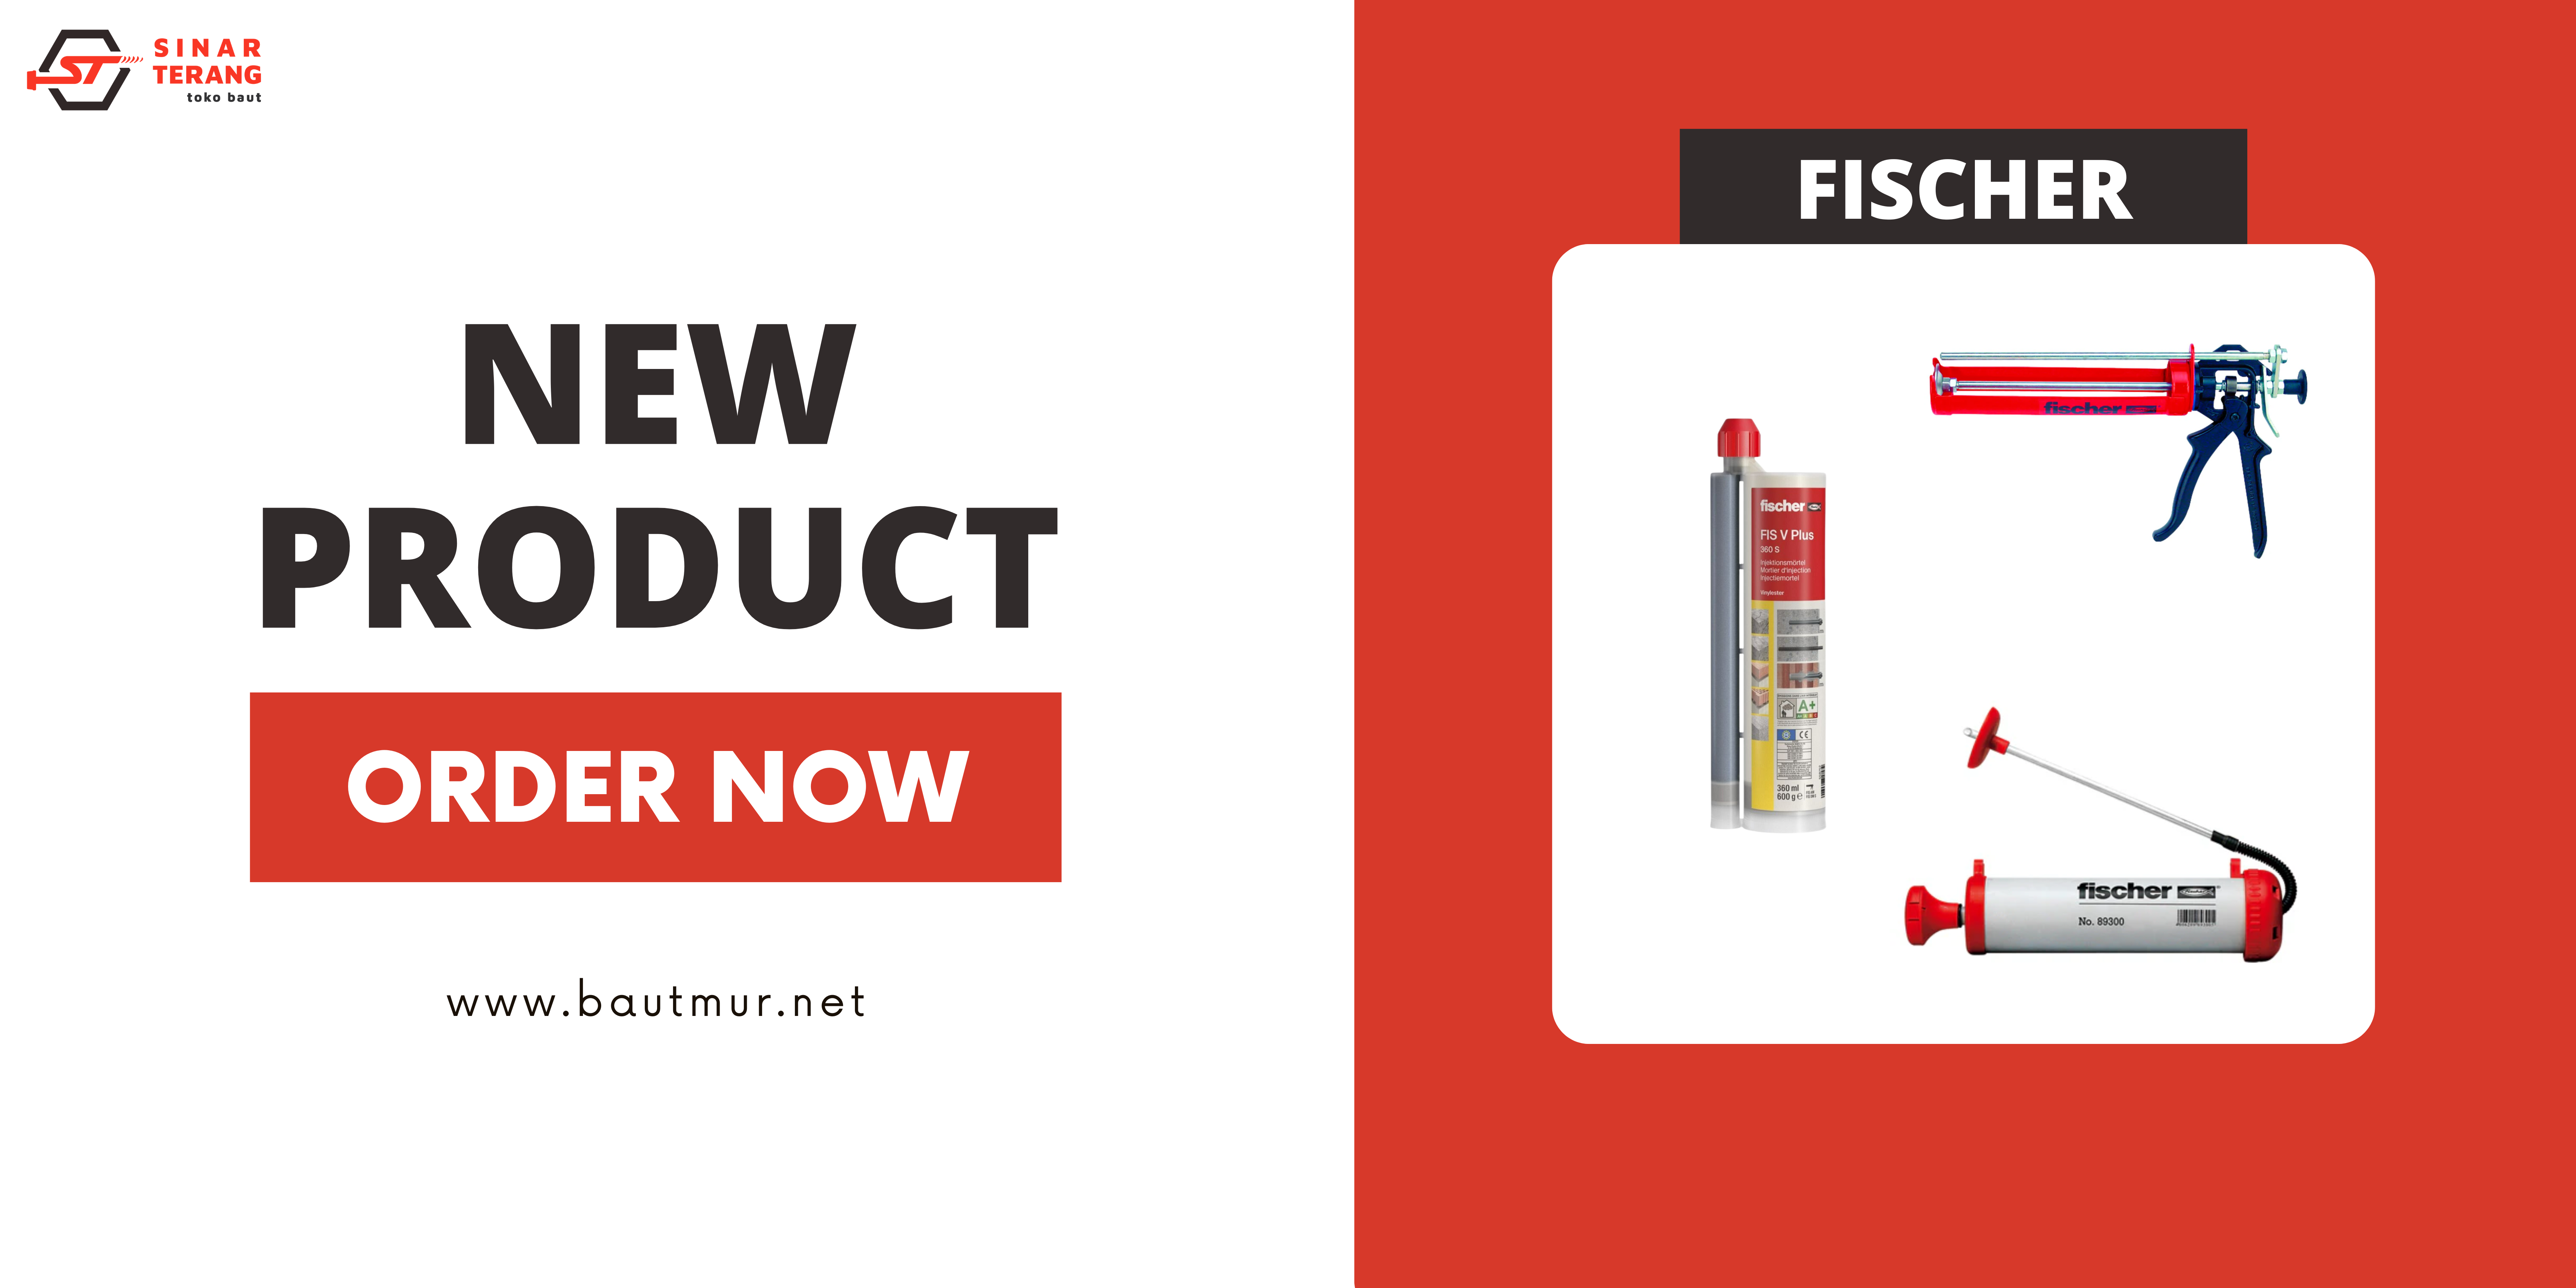 ST
SINAR
TERANG
toko baut
NEW
PRODUCT
ORDER NOW
www.bautmur.net
FISCHER
fischer
fischer
FIS V Plus
360 S
Injektionsmörtel
Mortier d'injection
Injectiemortel
Vinylester
A+
CE
360 ml
600 g e
fischer
No. 89300